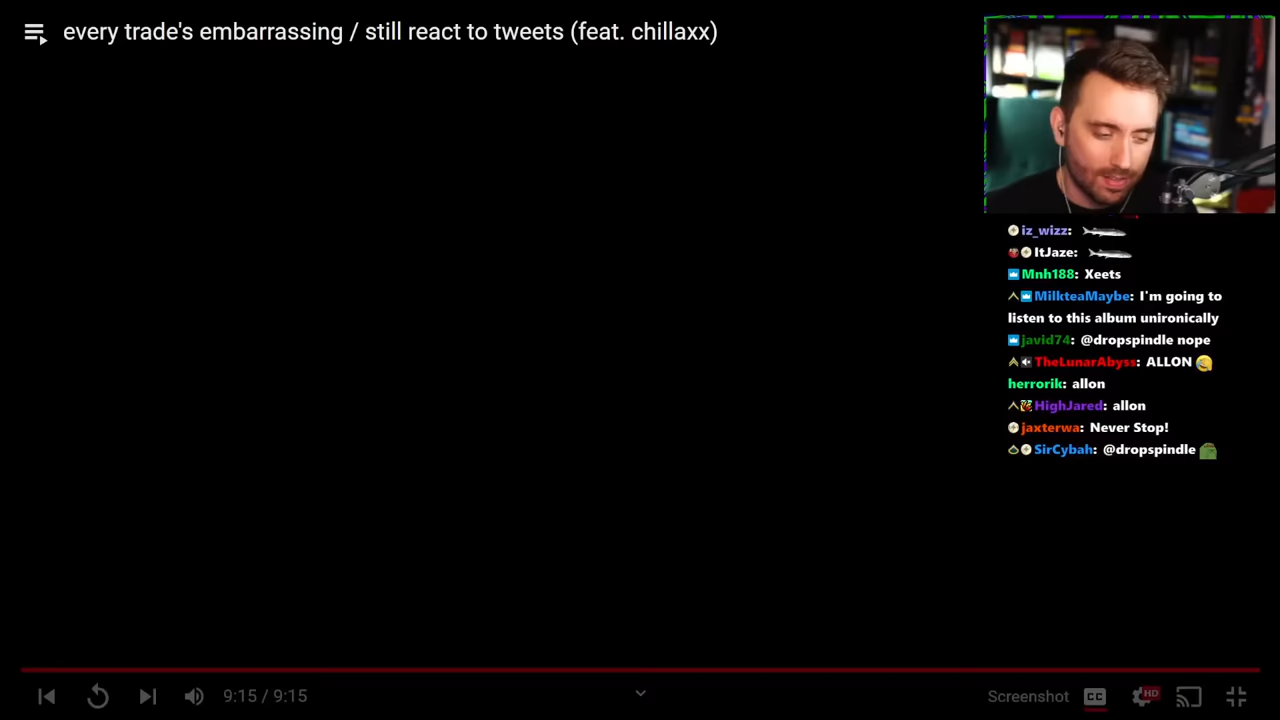 every trade's embarrassing / still react to tweets (feat. chillaxx)
iz_wizz:
ItJaze:
Mnh188: Xeets
MilkteaMaybe: I'm going to
listen to this album unironically
javid74: @dropspindle nope
TheLunarAbyss: ALLON
herrorik: allon
HighJared: allon
jaxterwa: Never Stop!
SirCybah: @dropspindle
9:15 / 9:15
Screenshot
CC
HD